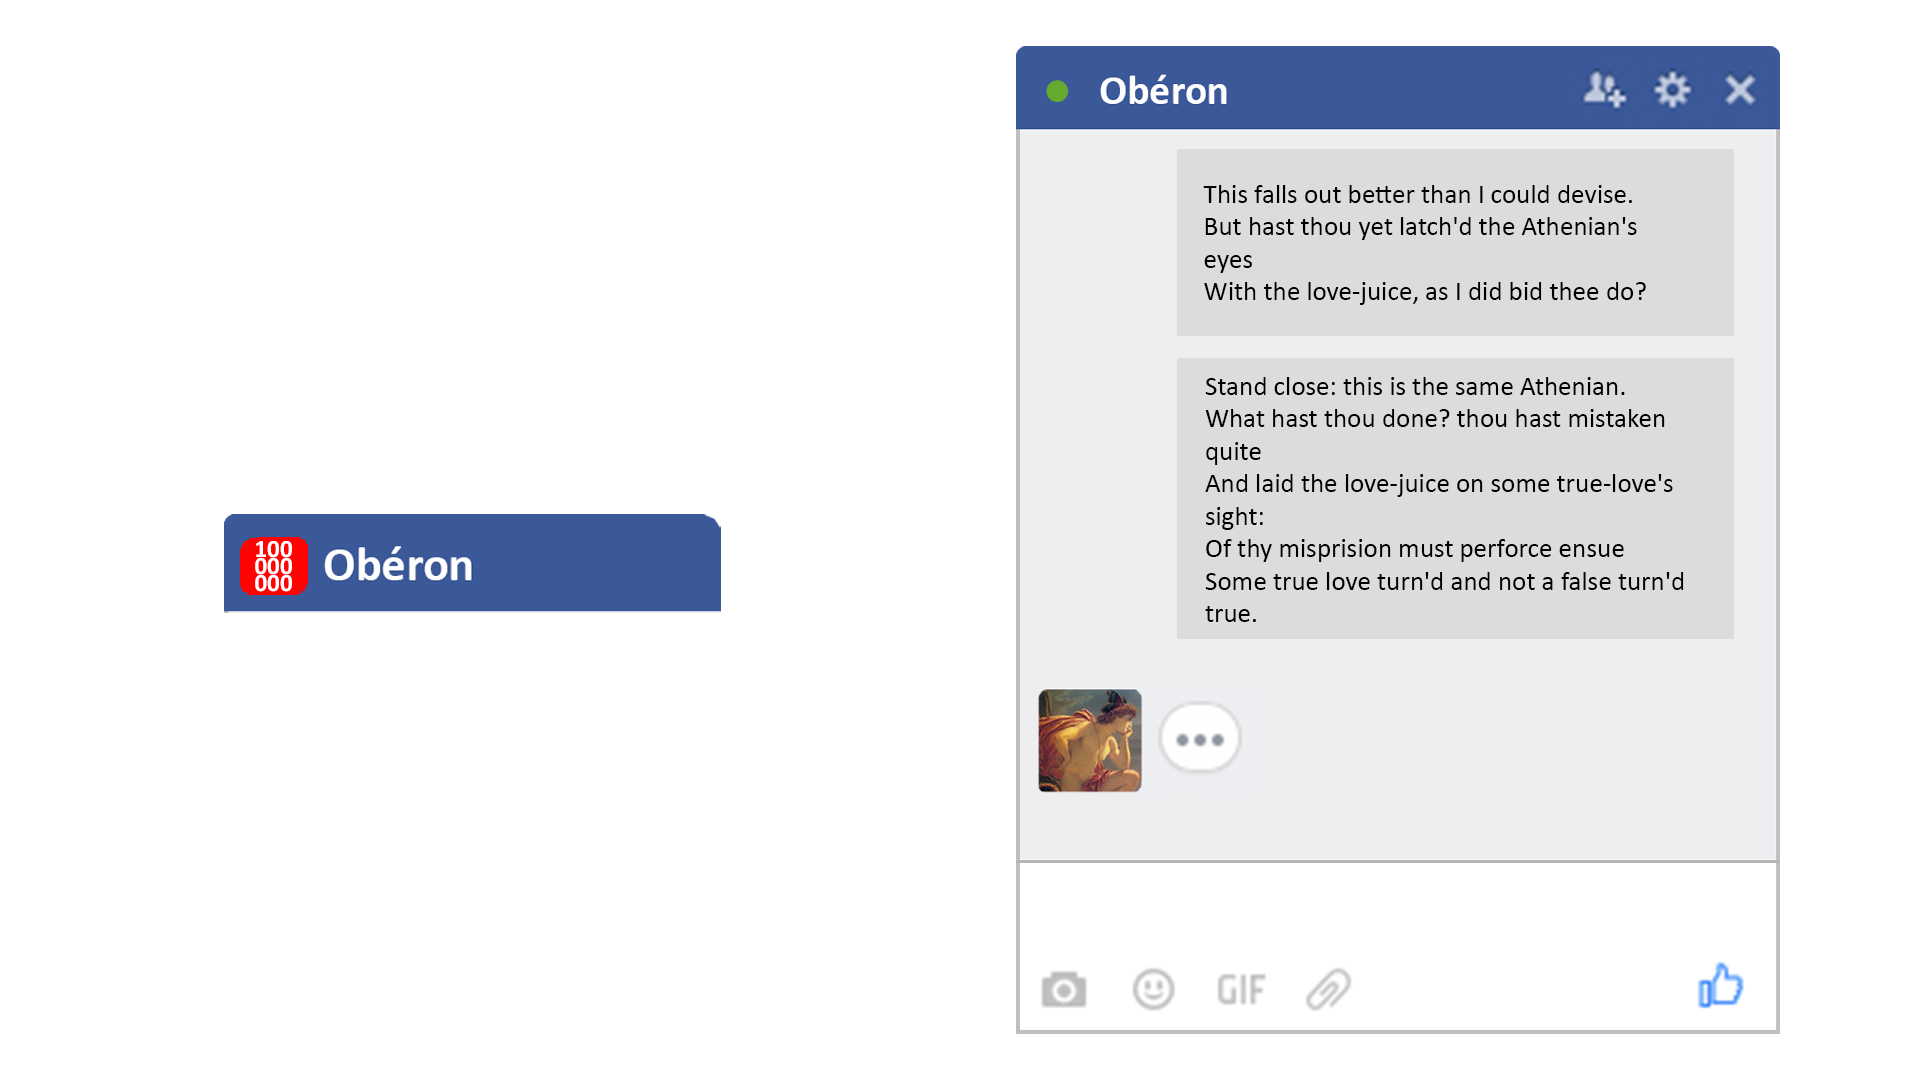 100
000
000
Obéron
Obéron
This falls out better than I could devise.
But hast thou yet latch'd the Athenian's
eyes
With the love-juice, as I did bid thee do?
Stand close: this is the same Athenian.
What hast thou done? thou hast mistaken
quite
And laid the love-juice on some true-love's
sight:
Of thy misprision must perforce ensue
Some true love turn'd and not a false turn'd
true.
GIF